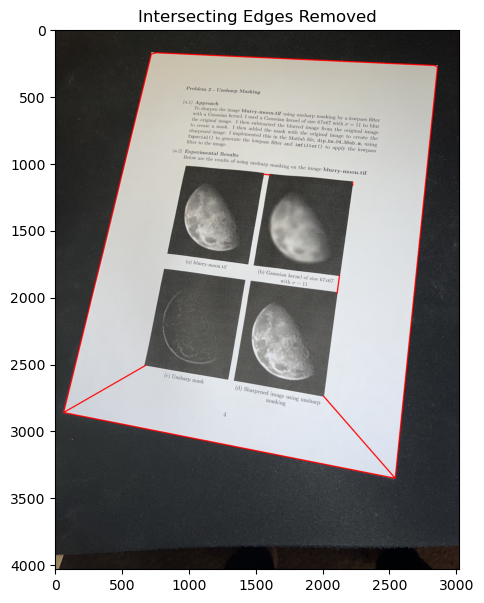 Intersecting Edges Removed
Problem 2 - Unsharp Masking
(a.1) Approach
To sharpen the image blurry-moon.tif using unsharp masking by a lowpass filter
with a Gaussian kernel. I used a Gaussian kernel of size 67x67 with σ = 11 to blur
the original image. I then subtracted the blurred image from the original image
to create a mask. I then added the mask with the original image to create the
sharpened image. I implemented this in the Matlab file, using
fspecial() to generate the lowpass filter and imfilter() to apply the lowpass
filter to the image.
(a.2) Experimental Results
Below are the results of using unsharp masking on the image blurry-moon.tif
(a) blurry-moon.tif
(b) Gaussian kernel of size 67x67
with σ = 11
(c) Unsharp mask
(d) Sharpened image using unsharp
masking
4
0
500
1000
1500
2000
2500
3000
3500
4000
0 500 1000 1500 2000 2500 3000